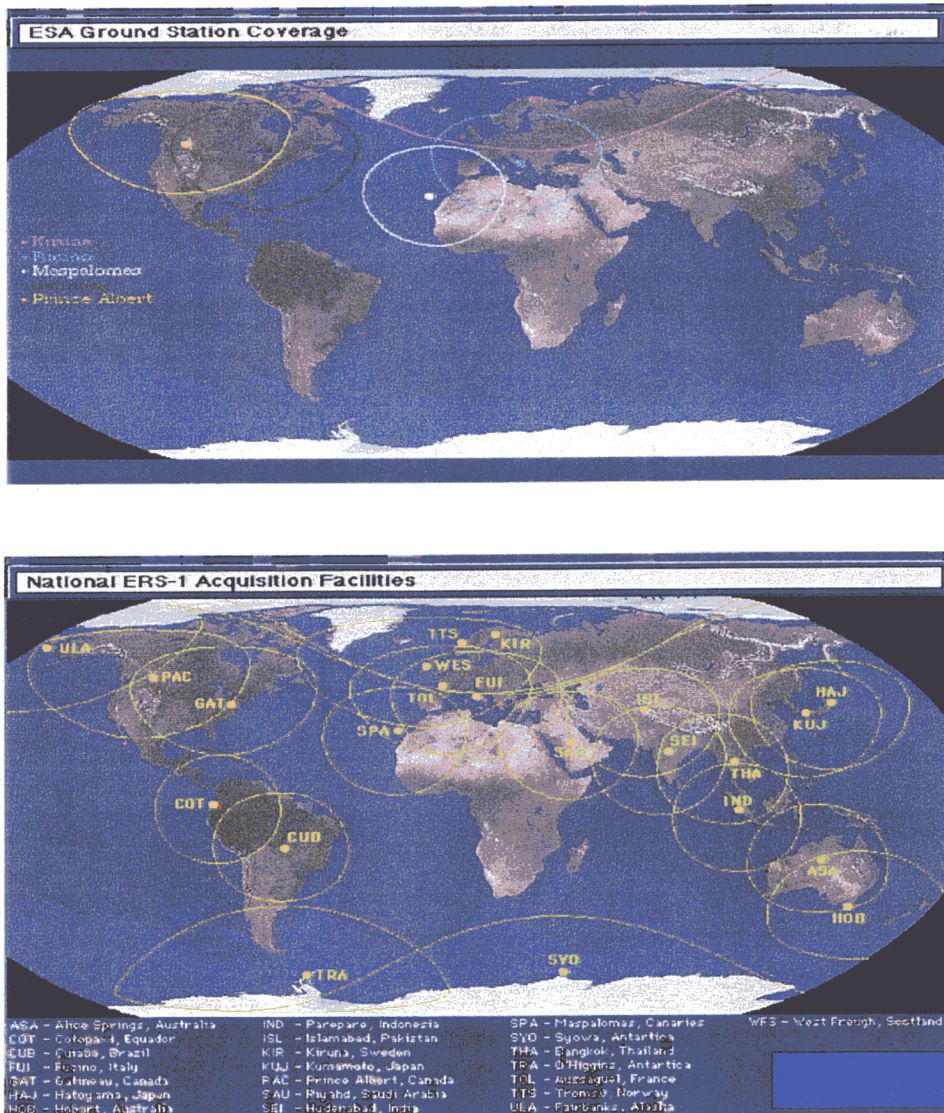 ESA Ground Station Coverage
• Kiruna
• Fucino
• Mespalomes
• Prince Albert
National ERS-1 Acquisition Facilities
ULA
TTS
KIR
WES
PAC
FUI
TOL
GAT
ISL
HAJ
KUJ
SPA
SAU
SEI
THA
COT
IND
CUB
ASA
HOB
TRA
SYO
ASA - Alice Springs, Australia
COT - Cotopaxi, Equador
CUB - Cuiaba, Brazil
FUI - Fucino, Italy
GAT - Gatineau, Canada
HAJ - Hatoyama, Japan
HOB - Hobart, Australia
IND - Parepare, Indonesia
ISL - Islamabad, Pakistan
KIR - Kiruna, Sweden
KUJ - Kumamoto, Japan
PAC - Prince Albert, Canada
SAU - Riyahd, Saudi Arabia
SEI - Hyderabad, India
SPA - Maspalomas, Canaries
SYO - Syowa, Antartica
THA - Bangkok, Thailand
TRA - O'Higgins, Antartica
TOL - Aussaguel, France
TTS - Tromso, Norway
ULA - Fairbanks, Alasha
WFS - West Freugh, Scotland